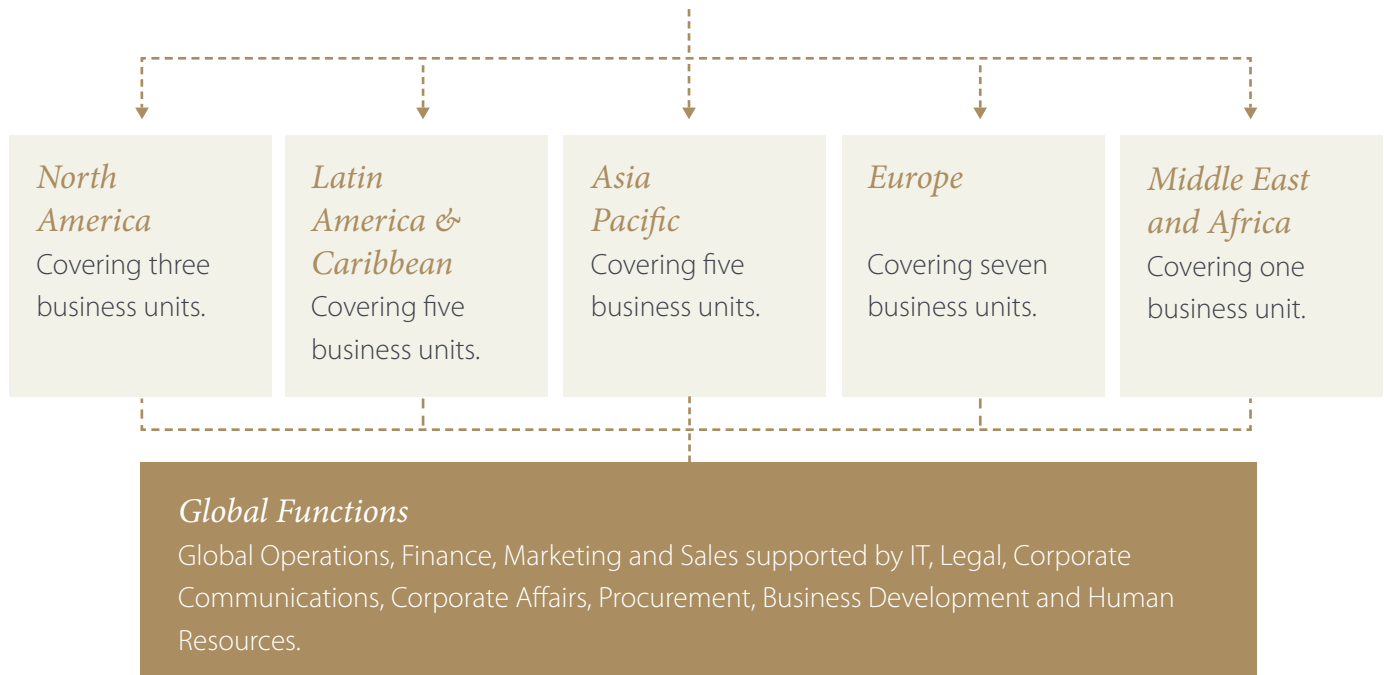 North
America
Covering three
business units.
Latin
America &
Caribbean
Covering five
business units.
Asia
Pacific
Covering five
business units.
Europe
Covering seven
business units.
Middle East
and Africa
Covering one
business unit.
Global Functions
Global Operations, Finance, Marketing and Sales supported by IT, Legal, Corporate
Communications, Corporate Affairs, Procurement, Business Development and Human
Resources.